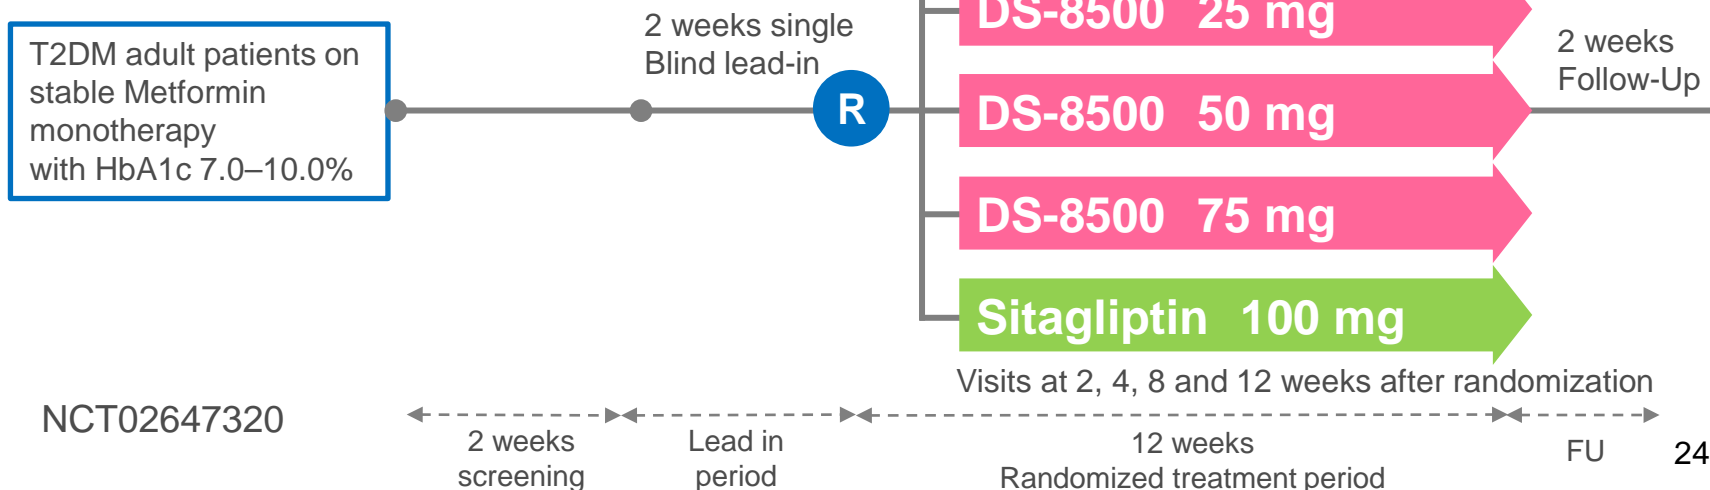 DS-8500 25 mg
2 weeks single
Blind lead-in
T2DM adult patients on
stable Metformin
monotherapy
with HbA1c 7.0–10.0%
R
DS-8500 50 mg
2 weeks
Follow-Up
DS-8500 75 mg
Sitagliptin 100 mg
Visits at 2, 4, 8 and 12 weeks after randomization
NCT02647320
2 weeks
screening
Lead in
period
12 weeks
Randomized treatment period
FU
24